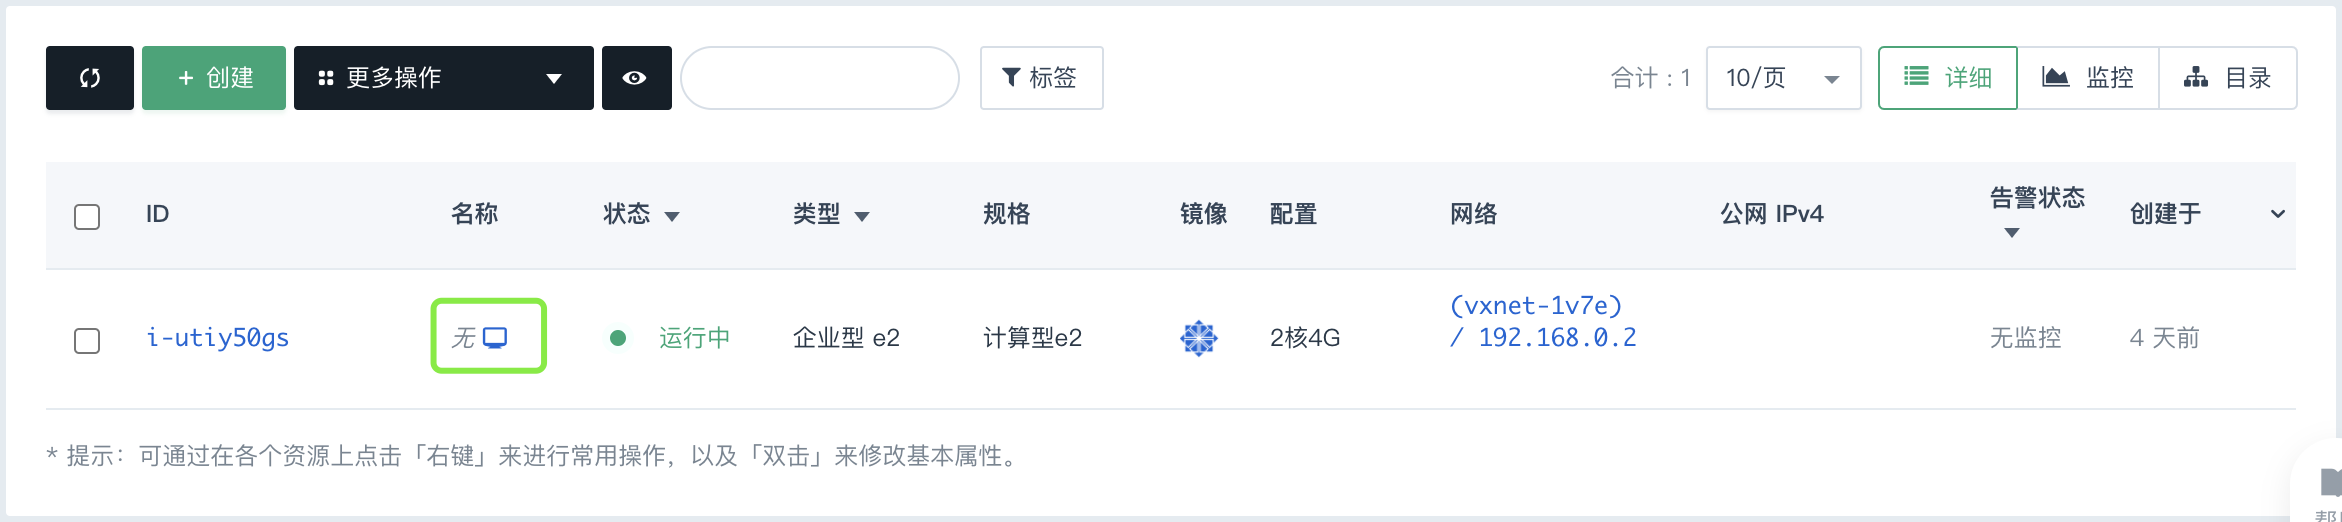 + 创建 更多操作 标签 合计 : 1 10/页 详细 监控 目录
ID 名称 状态 类型 规格 镜像 配置 网络 公网 IPv4 告警状态 创建于
i-utiy50gs 无 运行中 企业型 e2 计算型e2 2核4G (vxnet-1v7e) 无监控 4 天前
/ 192.168.0.2
* 提示：可通过在各个资源上点击「右键」来进行常用操作，以及「双击」来修改基本属性。